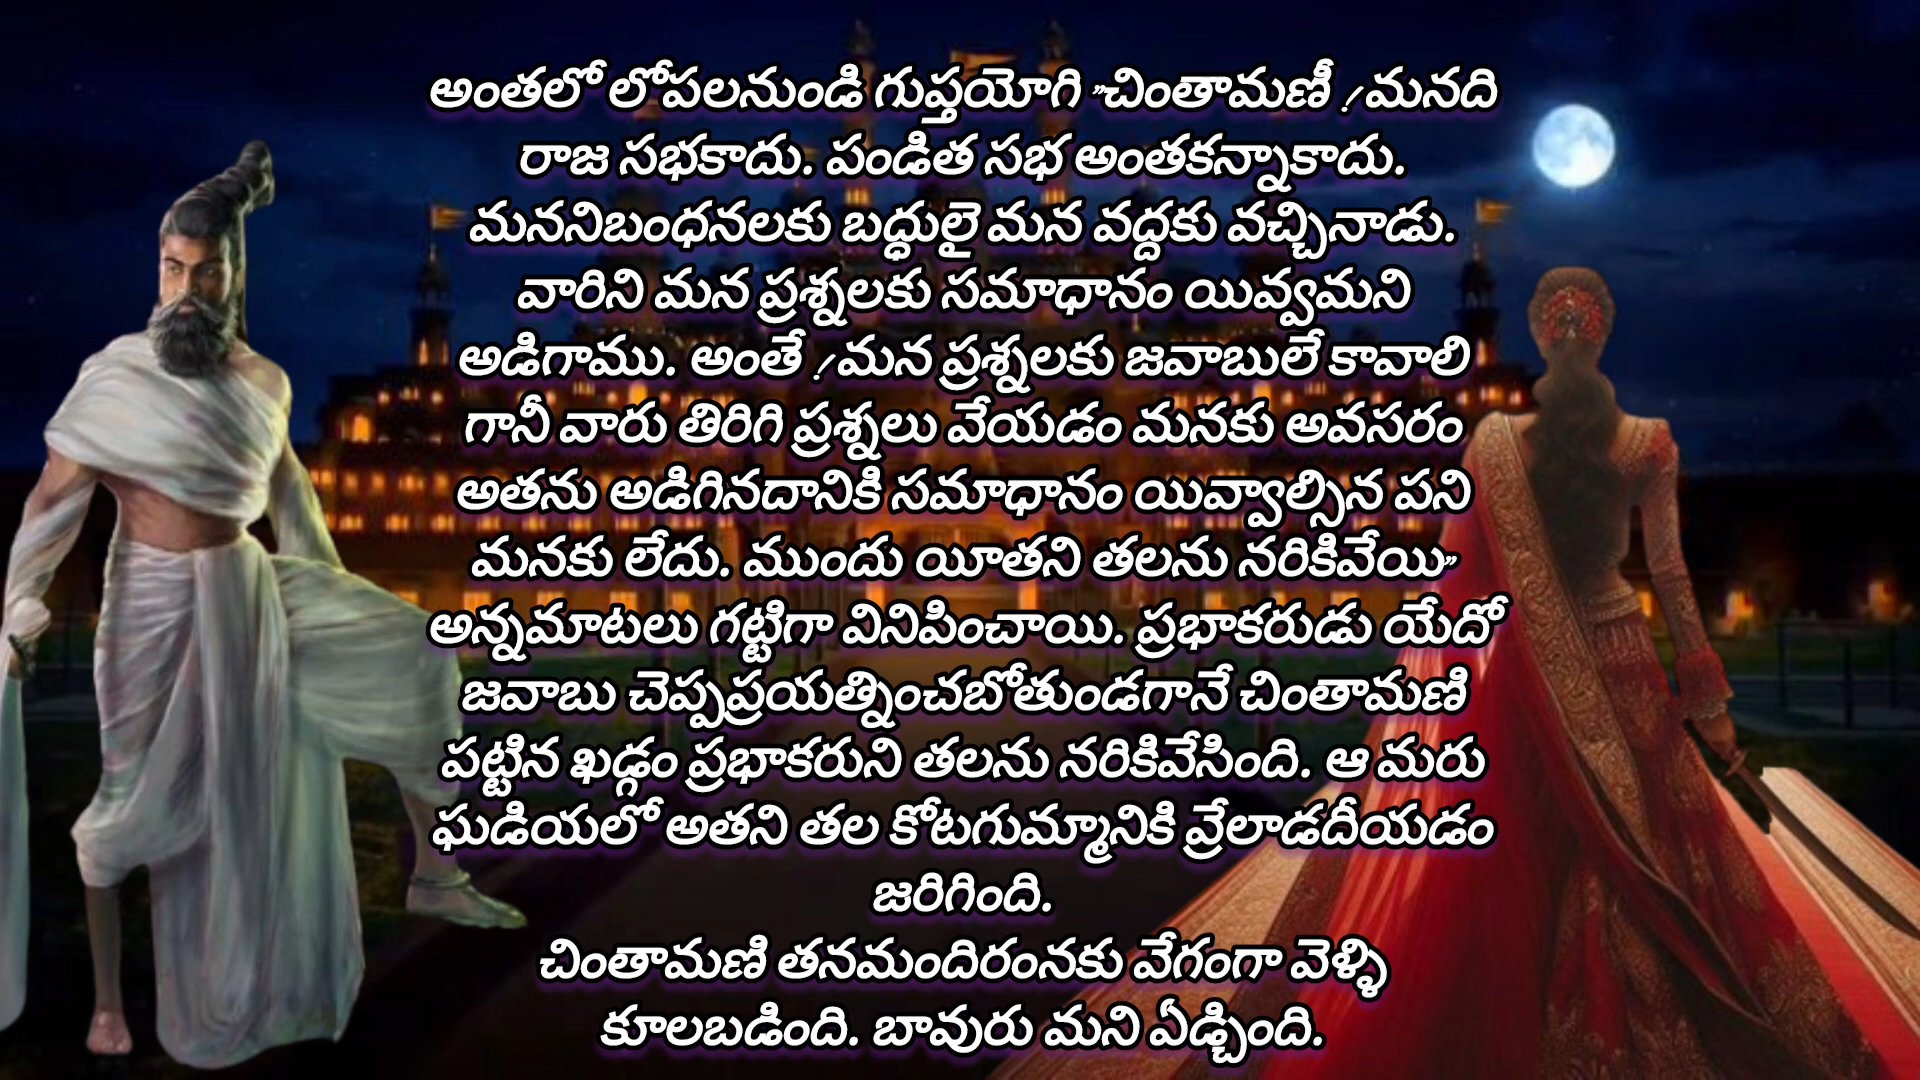 అంతలో లోపలనుండి గుప్తయోగి "చింతామణీ ! మనది
రాజ సభకాదు. పండిత సభ అంతకన్నాకాదు.
మననిబంధనలకు బద్ధులై మన వద్దకు వచ్చినాడు.
వారిని మన ప్రశ్నలకు సమాధానం యివ్వమని
అడిగాము. అంతే ! మన ప్రశ్నలకు జవాబులే కావాలి
గానీ వారు తిరిగి ప్రశ్నలు వేయడం మనకు అవసరం
అతను అడిగినదానికి సమాధానం యివ్వాల్సిన పని
మనకు లేదు. ముందు యీతని తలను నరికివేయి"
అన్నమాటలు గట్టిగా వినిపించాయి. ప్రభాకరుడు యేదో
జవాబు చెప్పప్రయత్నించబోతుండగానే చింతామణి
పట్టిన ఖడ్గం ప్రభాకరుని తలను నరికివేసింది. ఆ మరు
ఘడియలో అతని తల కోటగుమ్మానికి వ్రేలాడదీయడం
జరిగింది.
చింతామణి తనమందిరంనకు వేగంగా వెళ్ళి
కూలబడింది. బావురు మని ఏడ్చింది.